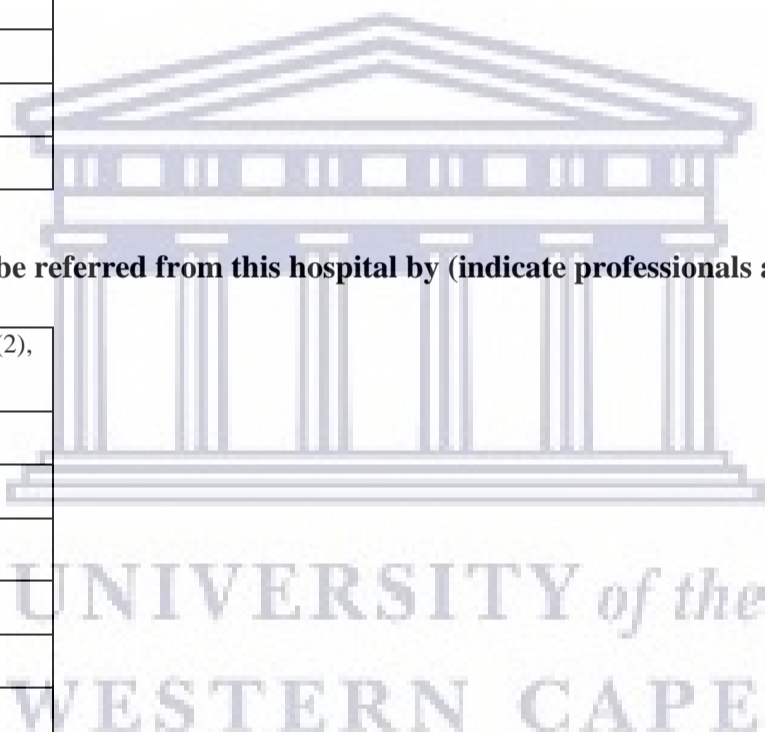 be referred from this hospital by (indicate professionals a
(2),
UNIVERSITY of the
WESTERN CAPE